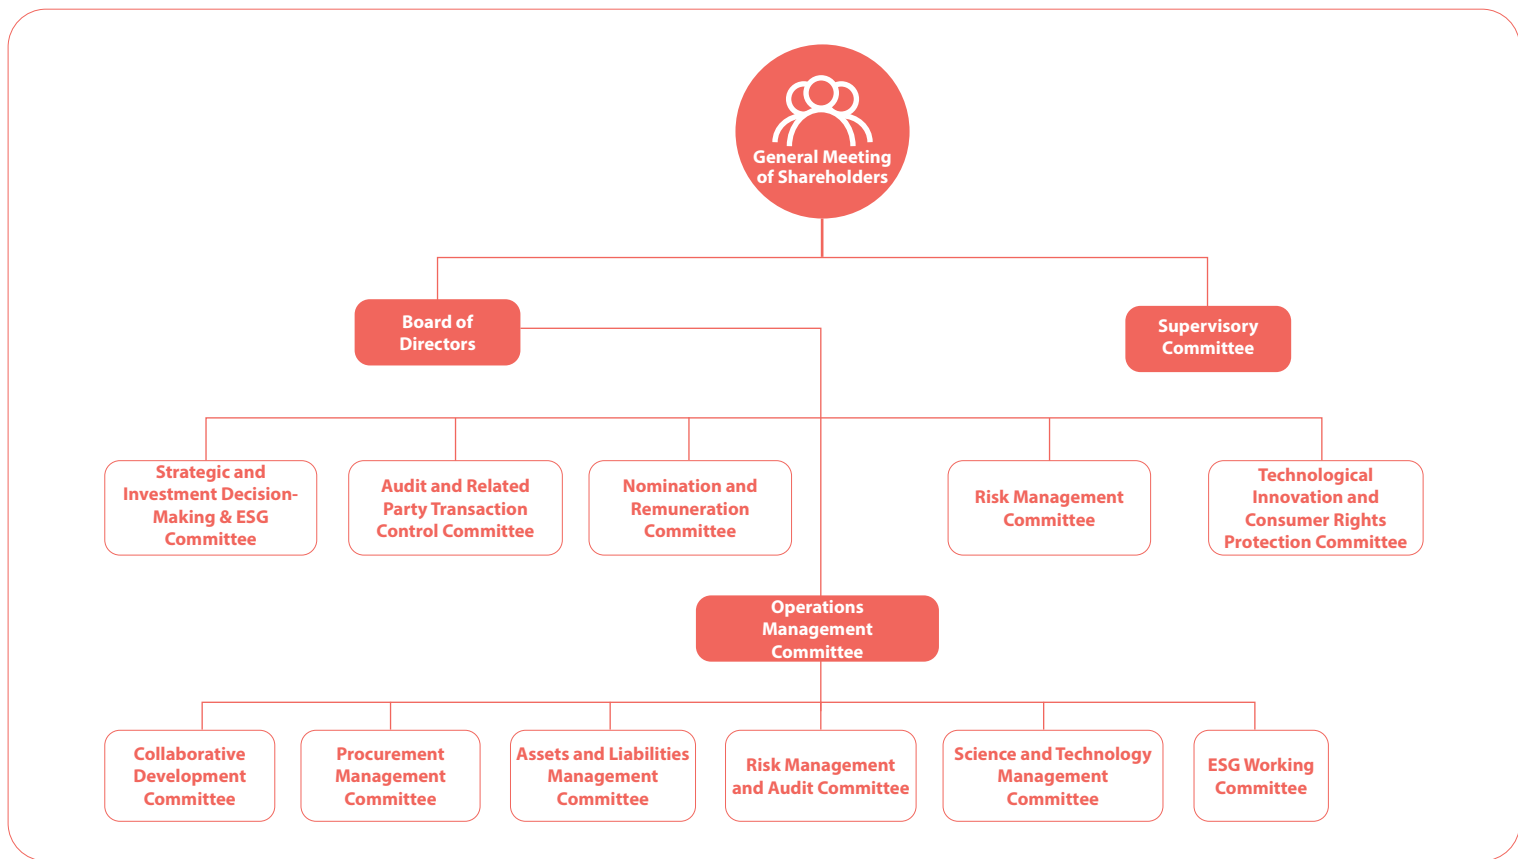 General Meeting
of Shareholders
Board of
Directors
Supervisory
Committee
Strategic and
Investment Decision-
Making & ESG
Committee
Audit and Related
Party Transaction
Control Committee
Nomination and
Remuneration
Committee
Risk Management
Committee
Technological
Innovation and
Consumer Rights
Protection Committee
Operations
Management
Committee
Collaborative
Development
Committee
Procurement
Management
Committee
Assets and Liabilities
Management
Committee
Risk Management
and Audit Committee
Science and Technology
Management
Committee
ESG Working
Committee